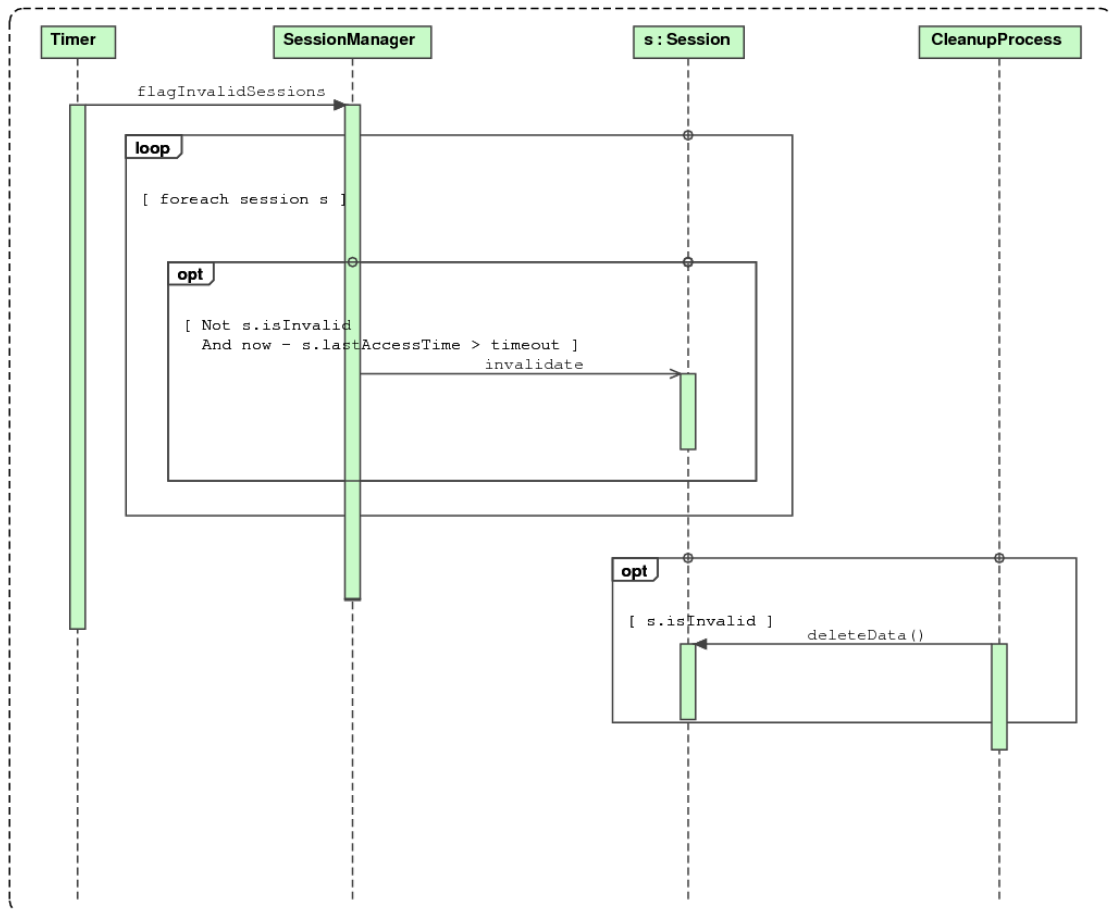 Timer
SessionManager
s : Session
CleanupProcess
flagInvalidSessions
loop
[ foreach session s ]
opt
[ Not s.isInvalid
And now - s.lastAccessTime > timeout ]
invalidate
opt
[ s.isInvalid ]
deleteData()